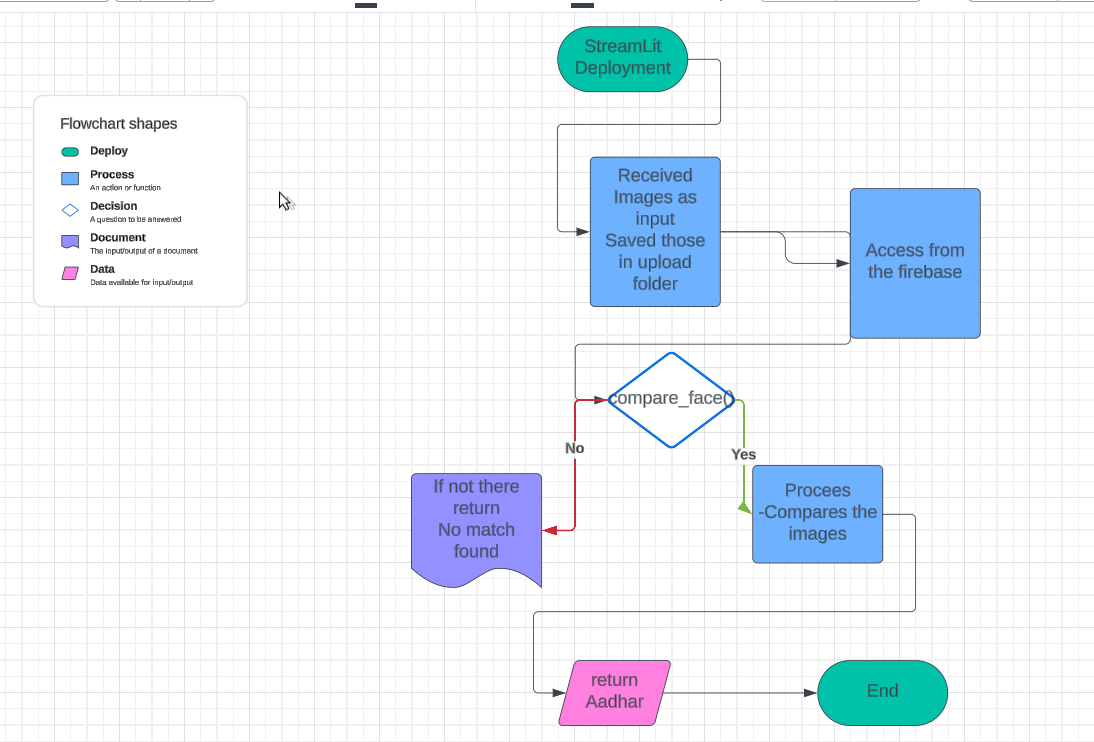 StreamLit
Deployment
Flowchart shapes
Deploy
Process
An action or function
Decision
A question to be answered
Document
The input/output of a document
Data
Data available for input/output
Received
Images as
input
Saved those
in upload
folder
Access from
the firebase
compare_face()
No
Yes
If not there
return
No match
found
Procees
-Compares the
images
return
Aadhar
End